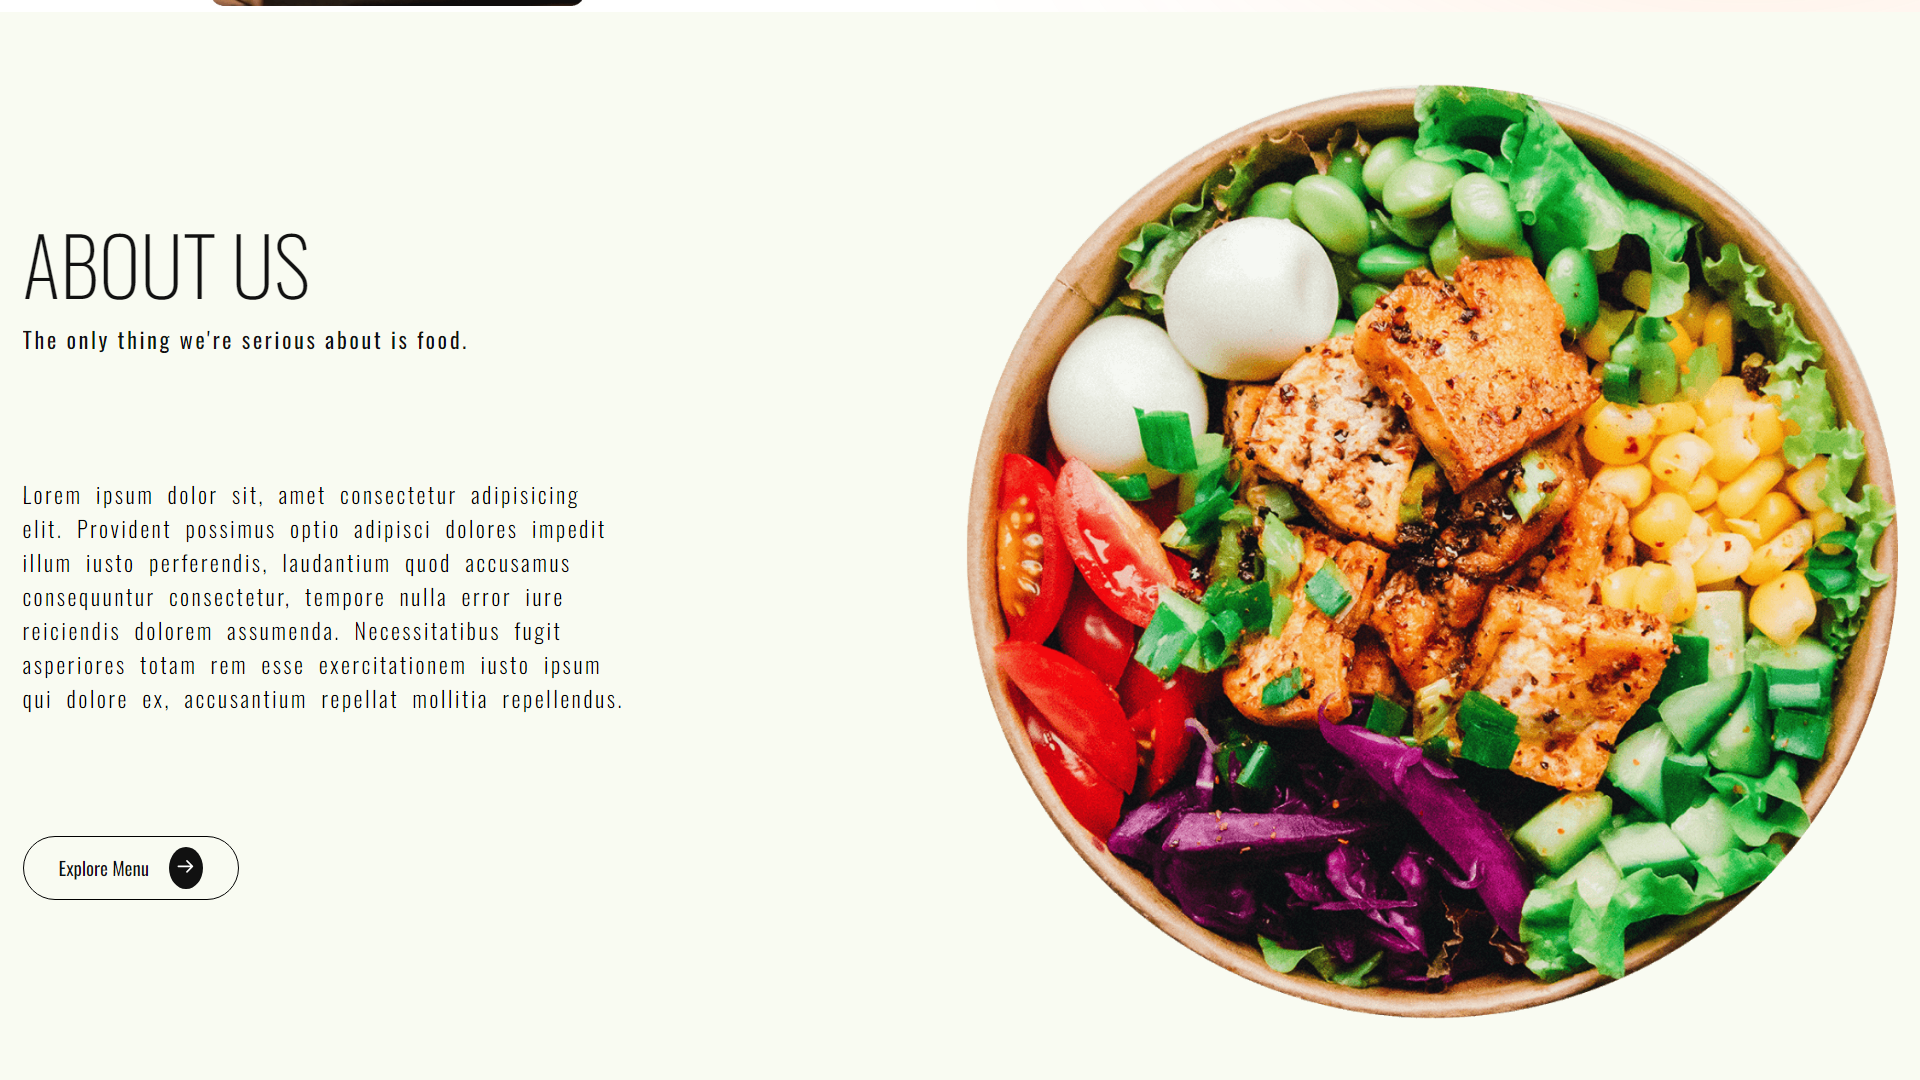 ABOUT US
The only thing we're serious about is food.
Lorem ipsum dolor sit, amet consectetur adipisicing
elit. Provident possimus optio adipisci dolores impedit
illum iusto perferendis, laudantium quod accusamus
consequuntur consectetur, tempore nulla error iure
reiciendis dolorem assumenda. Necessitatibus fugit
asperiores totam rem esse exercitationem iusto ipsum
qui dolore ex, accusantium repellat mollitia repellendus.
Explore Menu